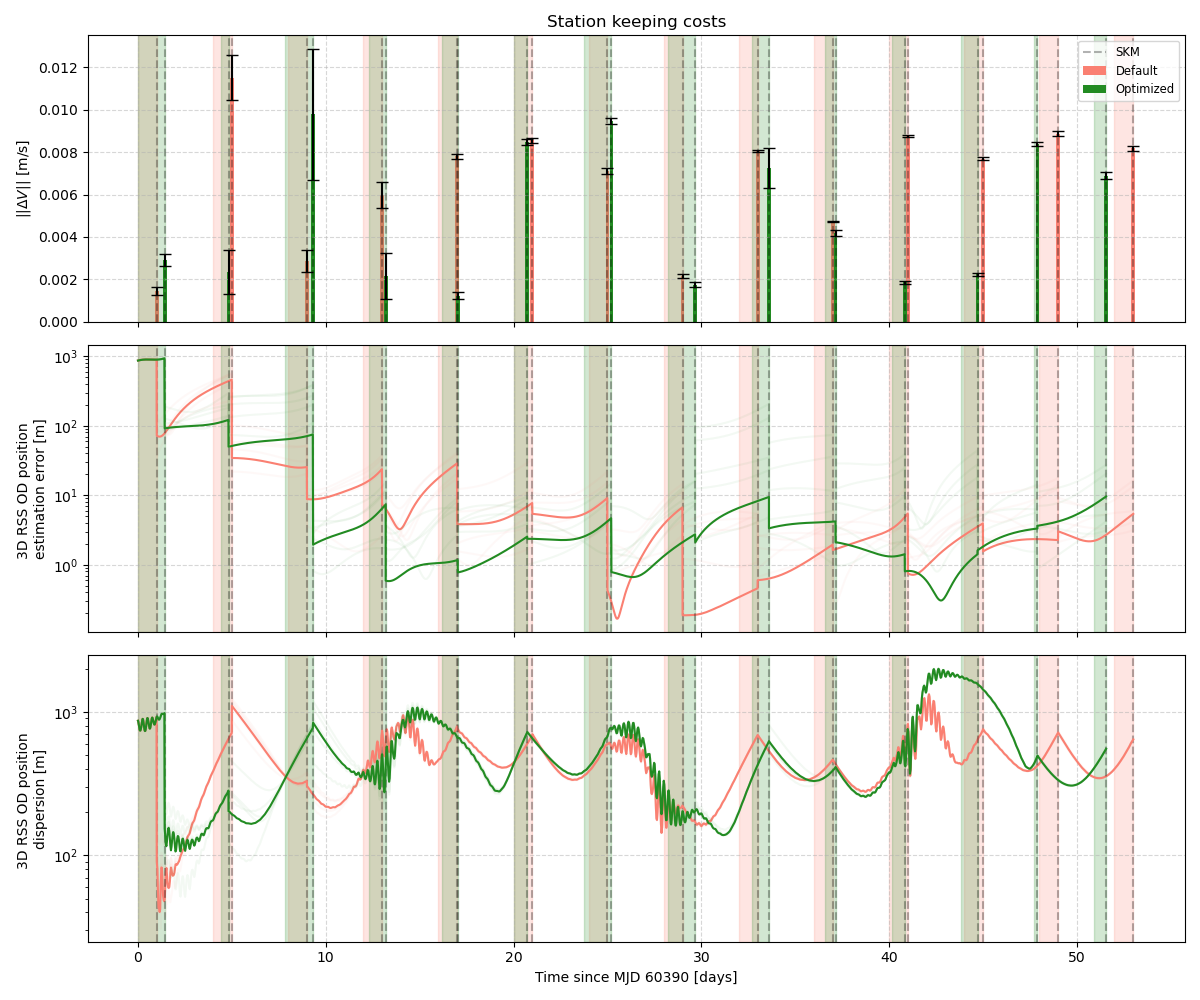 Station keeping costs
||ΔV|| [m/s]
0.012
0.010
0.008
0.006
0.004
0.002
0.000
SKM
Default
Optimized
3D RSS OD position
estimation error [m]
10³
10²
10¹
10⁰
3D RSS OD position
dispersion [m]
10³
10²
0 10 20 30 40 50
Time since MJD 60390 [days]